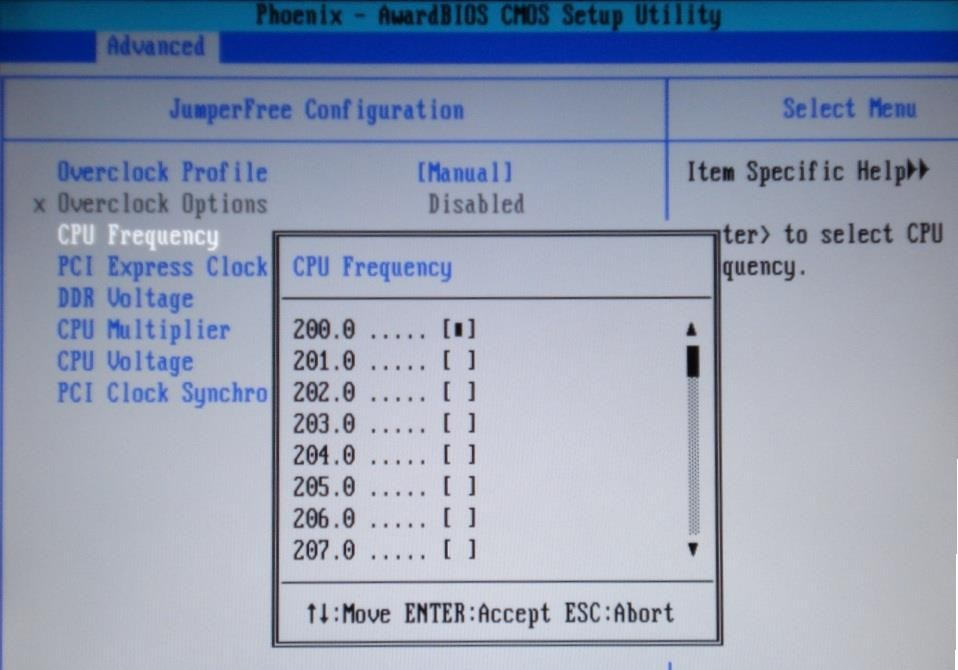 Phoenix - AwardBIOS CMOS Setup Utility
Advanced
JumperFree Configuration
Select Menu
Overclock Profile [Manual]
Item Specific Help▶▶
x Overclock Options Disabled
CPU Frequency
ter> to select CPU
PCI Express Clock
quency.
DDR Voltage
CPU Multiplier
CPU Voltage
PCI Clock Synchro
CPU Frequency
200.0 ..... [▪]
201.0 ..... [ ]
202.0 ..... [ ]
203.0 ..... [ ]
204.0 ..... [ ]
205.0 ..... [ ]
206.0 ..... [ ]
207.0 ..... [ ]
↑↓:Move ENTER:Accept ESC:Abort